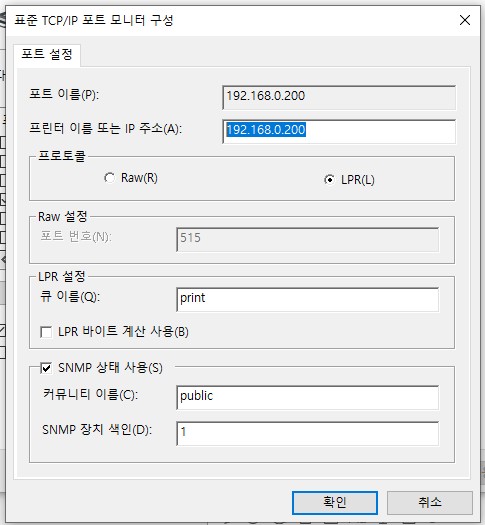 표준 TCP/IP 포트 모니터 구성
포트 설정
포트 이름(P): 192.168.0.200
프린터 이름 또는 IP 주소(A): 192.168.0.200
프로토콜
Raw(R) LPR(L)
Raw 설정
포트 번호(N): 515
LPR 설정
큐 이름(Q): print
LPR 바이트 계산 사용(B)
SNMP 상태 사용(S)
커뮤니티 이름(C): public
SNMP 장치 색인(D): 1
확인 취소